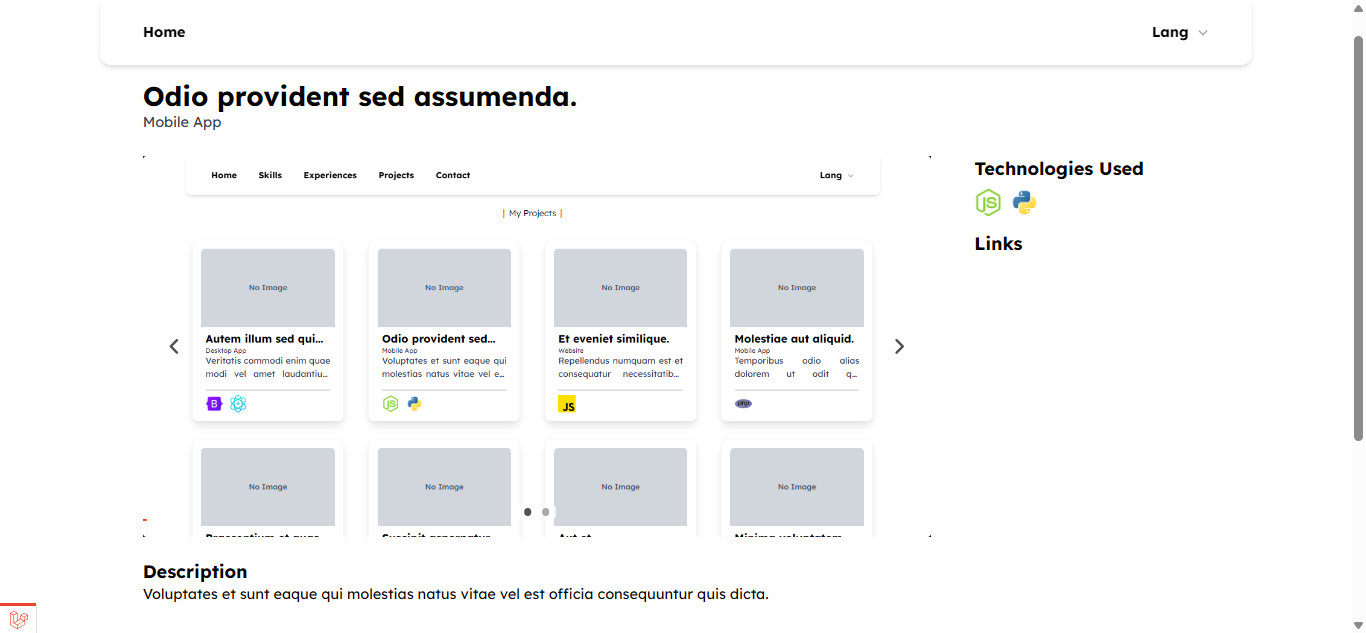 Home Lang
Odio provident sed assumenda.
Mobile App
Home Skills Experiences Projects Contact Lang
| My Projects |
No Image No Image No Image No Image
Autem illum sed qui... Odio provident sed... Et eveniet similique. Molestiae aut aliquid.
Desktop App Mobile App Website Mobile App
Veritatis commodi enim quae Voluptates et sunt eaque qui Repellendus numquam est et Temporibus odio alias
modi vel amet laudantiu... molestias natus vitae vel e... consequatur necessitatib... dolorem ut odit q...
JS JS php
No Image No Image No Image No Image
Technologies Used
JS
Links
Description
Voluptates et sunt eaque qui molestias natus vitae vel est officia consequuntur quis dicta.